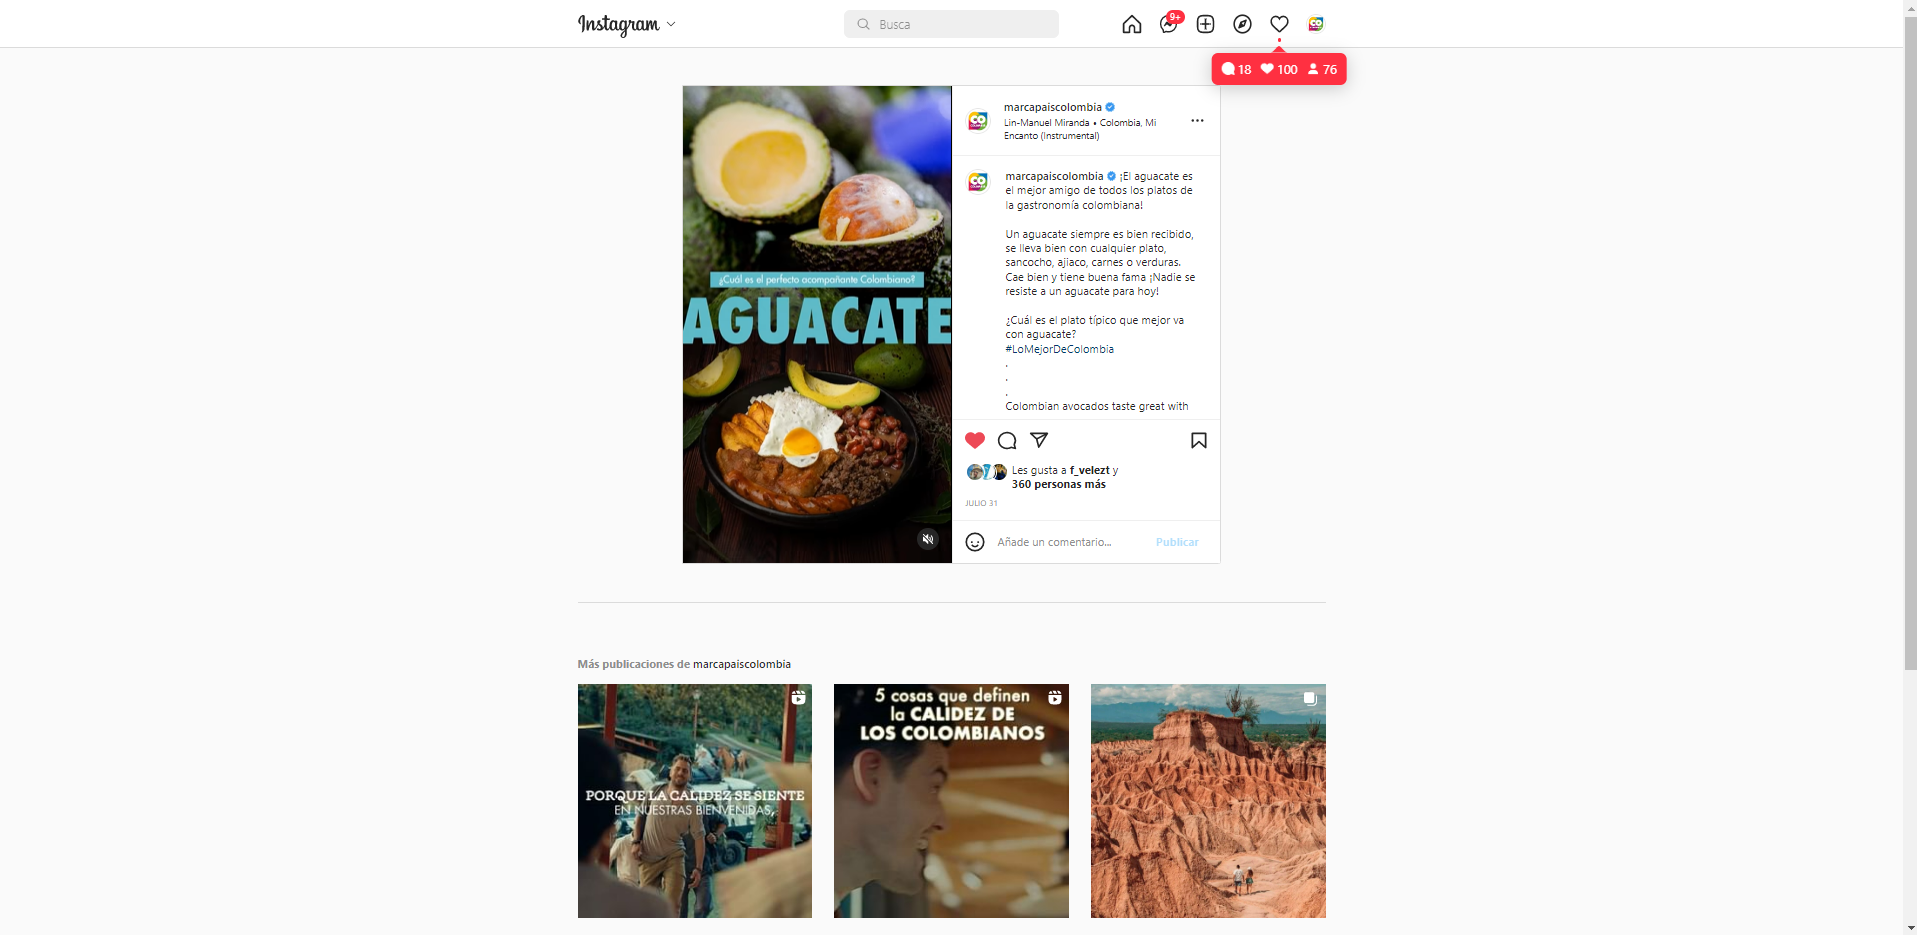 Instagram
Busca
9+
18 100 76
marcapaiscolombia
Lin-Manuel Miranda • Colombia, Mi
Encanto (Instrumental)
marcapaiscolombia ¡El aguacate es
el mejor amigo de todos los platos de
la gastronomía colombiana!
Un aguacate siempre es bien recibido,
se lleva bien con cualquier plato,
sancocho, ajiaco, carnes o verduras.
Cae bien y tiene buena fama ¡Nadie se
resiste a un aguacate para hoy!
¿Cuál es el plato típico que mejor va
con aguacate?
#LoMejorDeColombia
.
.
.
Colombian avocados taste great with
¿Cuál es el perfecto acompañante Colombiano?
AGUACATE
Les gusta a f_velezt y
360 personas más
JULIO 31
Añade un comentario...
Publicar
Más publicaciones de marcapaiscolombia
PORQUE LA CALIDEZ SE SIENTE
EN NUESTRAS BIENVENIDAS,
5 cosas que definen
la CALIDEZ DE
LOS COLOMBIANOS